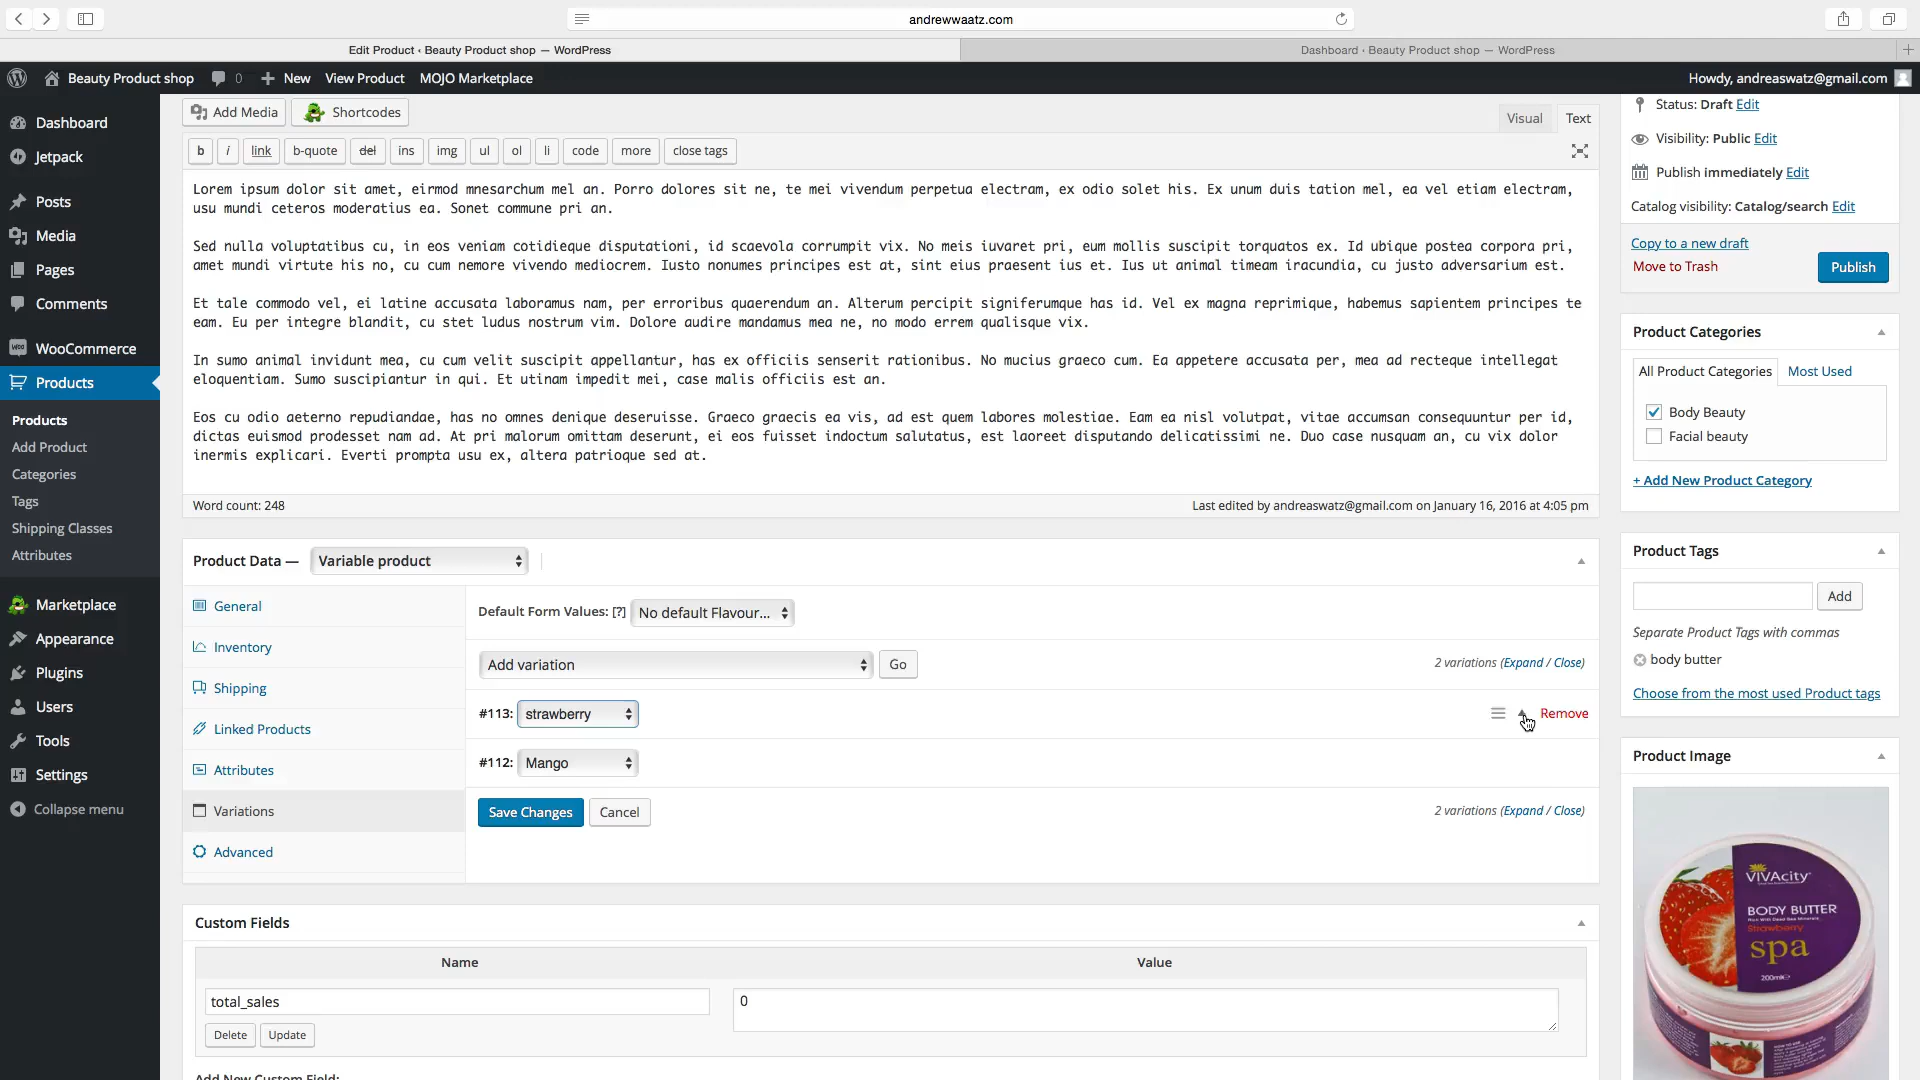 andrewwaatz.com
Edit Product ‹ Beauty Product shop — WordPress
Dashboard ‹ Beauty Product shop — WordPress
Beauty Product shop
0
New
View Product
MOJO Marketplace
Howdy, andreaswatz@gmail.com
Dashboard
Jetpack
Posts
Media
Pages
Comments
WooCommerce
Products
Products
Add Product
Categories
Tags
Shipping Classes
Attributes
Marketplace
Appearance
Plugins
Users
Tools
Settings
Collapse menu
Add Media
Shortcodes
Visual
Text
b
i
link
b-quote
del
ins
img
ul
ol
li
code
more
close tags
Lorem ipsum dolor sit amet, eirmod mnesarchum mel an. Porro dolores sit ne, te mei vivendum perpetua electram, ex odio solet his. Ex unum duis tation mel, ea vel etiam electram,
usu mundi ceteros moderatius ea. Sonet commune pri an.
Sed nulla voluptatibus cu, in eos veniam cotidieque disputationi, id scaevola corrumpit vix. No meis iuvaret pri, eum mollis suscipit torquatos ex. Id ubique postea corpora pri,
amet mundi virtute his no, cu cum nemore vivendo mediocrem. Iusto nonumes principes est at, sint eius praesent ius et. Ius ut animal timeam iracundia, cu justo adversarium est.
Et tale commodo vel, ei latine accusata laboramus nam, per erroribus quaerendum an. Alterum percipit signiferumque has id. Vel ex magna reprimique, habemus sapientem principes te
eam. Eu per integre blandit, cu stet ludus nostrum vim. Dolore audire mandamus mea ne, no modo errem qualisque vix.
In sumo animal invidunt mea, cu cum velit suscipit appellantur, has ex officiis senserit rationibus. No mucius graeco cum. Ea appetere accusata per, mea ad recteque intellegat
eloquentiam. Sumo suscipiantur in qui. Et utinam impedit mei, case malis officiis est an.
Eos cu odio aeterno repudiandae, has no omnes denique deseruisse. Graeco graecis ea vis, ad est quem labores molestiae. Eam ea nisl volutpat, vitae accumsan consequuntur per id,
dictas euismod prodesset nam ad. At pri malorum omittam deserunt, ei eos fuisset indoctum salutatus, est laoreet disputando delicatissimi ne. Duo case nusquam an, cu vix dolor
inermis explicari. Everti prompta usu ex, altera patrioque sed at.
Word count: 248
Last edited by andreaswatz@gmail.com on January 16, 2016 at 4:05 pm
Product Data —
Variable product
General
Inventory
Shipping
Linked Products
Attributes
Variations
Advanced
Default Form Values: [?]
No default Flavour...
Add variation
Go
2 variations (Expand / Close)
#113:
strawberry
Remove
#112:
Mango
Save Changes
Cancel
2 variations (Expand / Close)
Custom Fields
Name
Value
total_sales
0
Delete
Update
Add New Custom Field:
Status: Draft Edit
Visibility: Public Edit
Publish immediately Edit
Catalog visibility: Catalog/search Edit
Copy to a new draft
Move to Trash
Publish
Product Categories
All Product Categories
Most Used
Body Beauty
Facial beauty
+ Add New Product Category
Product Tags
Add
Separate Product Tags with commas
body butter
Choose from the most used Product tags
Product Image
VIVAcity
BODY BUTTER
Strawberry
spa
200ml